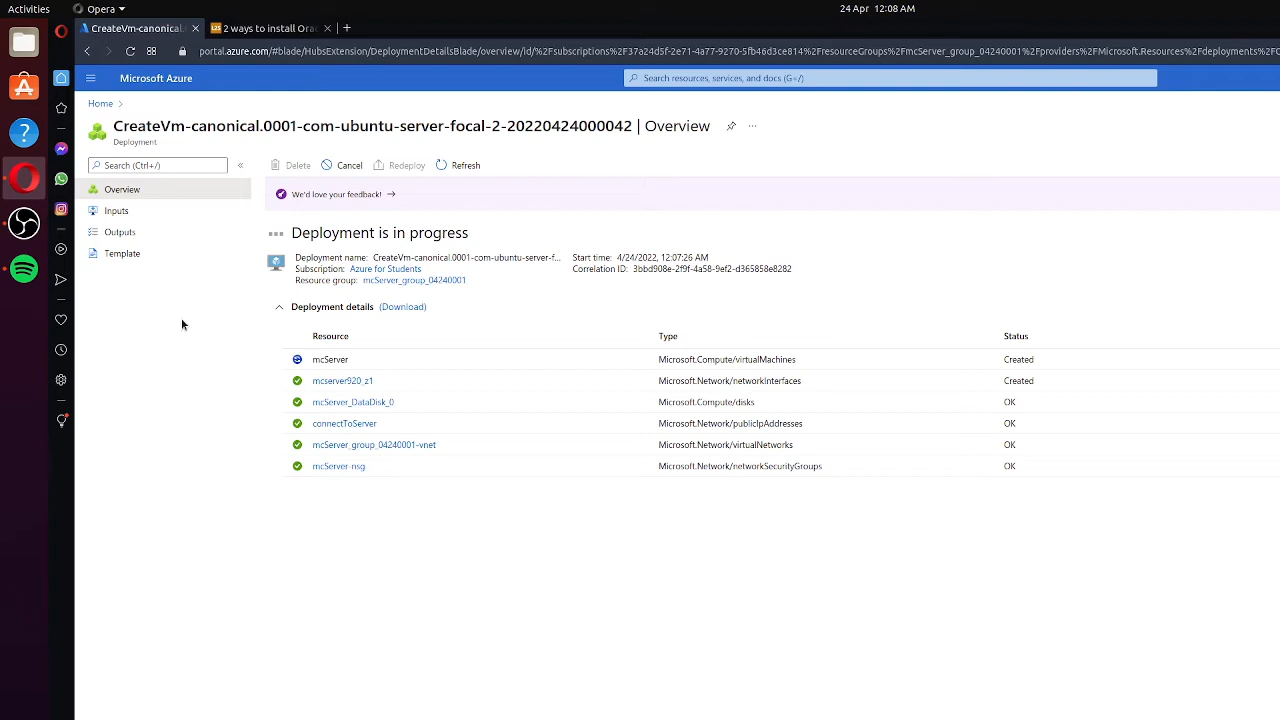 Activities
Opera
24 Apr 12:08 AM
CreateVm-canonical.
2 ways to install Orac
portal.azure.com/#blade/HubsExtension/DeploymentDetailsBlade/overview/id/%2Fsubscriptions%2F37a24d5f-2e71-4a77-9270-5fb46d3ce814%2FresourceGroups%2FmcServer_group_04240001%2Fproviders%2FMicrosoft.Resources%2Fdeployments%2FC
Microsoft Azure
Search resources, services, and docs (G+/)
Home >
CreateVm-canonical.0001-com-ubuntu-server-focal-2-20220424000042 | Overview
Deployment
Search (Ctrl+/)
Delete
Cancel
Redeploy
Refresh
Overview
We'd love your feedback! →
Inputs
Outputs
Deployment is in progress
Template
Deployment name: CreateVm-canonical.0001-com-ubuntu-server-f...
Start time: 4/24/2022, 12:07:26 AM
Subscription: Azure for Students
Correlation ID: 3bbd908e-2f9f-4a58-9ef2-d365858e8282
Resource group: mcServer_group_04240001
Deployment details (Download)
Resource Type Status
mcServer Microsoft.Compute/virtualMachines Created
mcserver920_z1 Microsoft.Network/networkInterfaces Created
mcServer_DataDisk_0 Microsoft.Compute/disks OK
connectToServer Microsoft.Network/publicIpAddresses OK
mcServer_group_04240001-vnet Microsoft.Network/virtualNetworks OK
mcServer-nsg Microsoft.Network/networkSecurityGroups OK